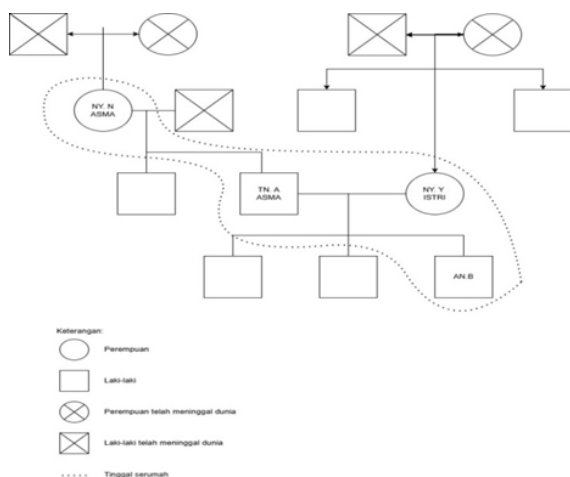 NY. N
ASMA
TN. A
ASMA
NY. Y
ISTRI
AN.B
Keterangan:
Perempuan
Laki-laki
Perempuan telah meninggal dunia
Laki-laki telah meninggal dunia
Tinggal serumah